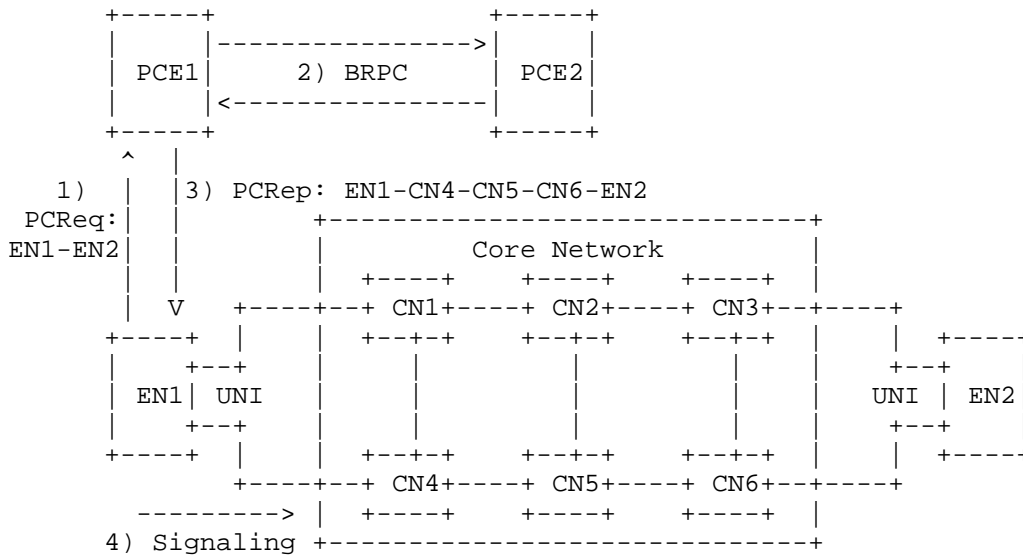 PCE1 2) BRPC PCE2
1) 3) PCRep: EN1-CN4-CN5-CN6-EN2
PCReq:
EN1-EN2 Core Network
V CN1 CN2 CN3
EN1 UNI UNI EN2
CN4 CN5 CN6
4) Signaling